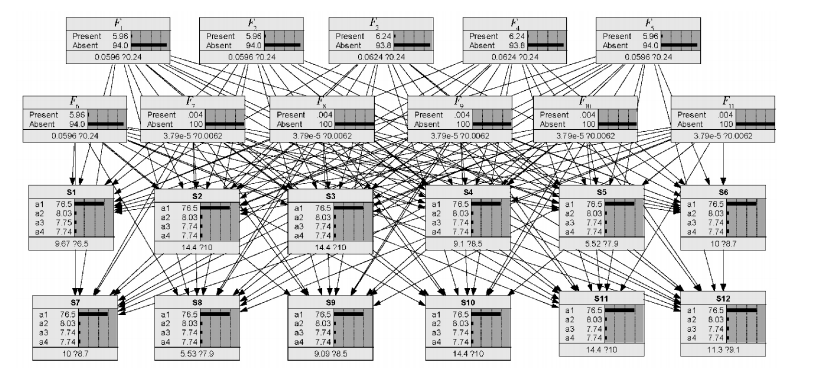 F1
F2
F3
F4
F5
Present 5.96
Absent 94.0
0.0596 ?0.24
Present 5.96
Absent 94.0
0.0596 ?0.24
Present 6.24
Absent 93.8
0.0624 ?0.24
Present 6.24
Absent 93.8
0.0624 ?0.24
Present 5.96
Absent 94.0
0.0596 ?0.24
F6
F7
F8
F9
F10
F11
Present 5.96
Absent 94.0
0.0596 ?0.24
Present .004
Absent 100
3.79e-5 ?0.0062
Present .004
Absent 100
3.79e-5 ?0.0062
Present .004
Absent 100
3.79e-5 ?0.0062
Present .004
Absent 100
3.79e-5 ?0.0062
Present .004
Absent 100
3.79e-5 ?0.0062
S1
a1 76.5
a2 8.03
a3 7.75
a4 7.74
9.67 ?6.5
S2
a1 76.5
a2 8.03
a3 7.74
a4 7.74
14.4 ?10
S3
a1 76.5
a2 8.03
a3 7.74
a4 7.74
14.4 ?10
S4
a1 76.5
a2 8.03
a3 7.74
a4 7.74
9.1 ?8.5
S5
a1 76.5
a2 8.03
a3 7.74
a4 7.74
5.52 ?7.9
S6
a1 76.5
a2 8.03
a3 7.74
a4 7.74
10 ?8.7
S7
a1 76.5
a2 8.03
a3 7.74
a4 7.74
10 ?8.7
S8
a1 76.5
a2 8.03
a3 7.74
a4 7.74
5.53 ?7.9
S9
a1 76.5
a2 8.03
a3 7.74
a4 7.74
9.09 ?8.5
S10
a1 76.5
a2 8.03
a3 7.74
a4 7.74
14.4 ?10
S11
a1 76.5
a2 8.03
a3 7.74
a4 7.74
14.4 ?10
S12
a1 76.5
a2 8.03
a3 7.74
a4 7.74
11.3 ?9.1